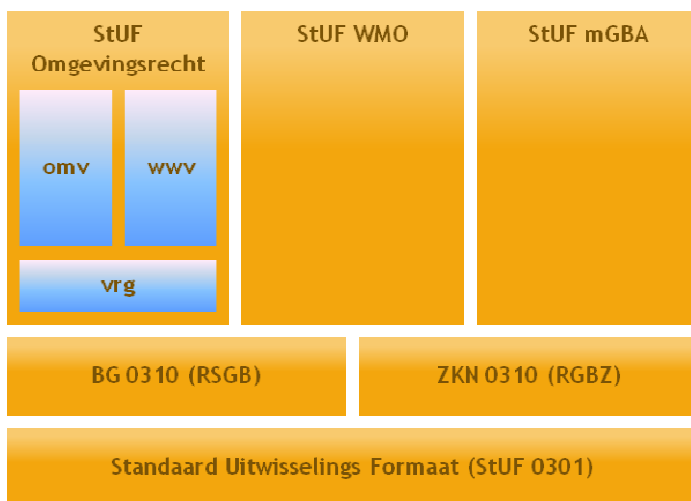 StUF
Omgevingsrecht
StUF WMO
StUF mGBA
omv
wwv
vrg
BG 0310 (RSGB)
ZKN 0310 (RGBZ)
Standaard Uitwisselings Formaat (StUF 0301)